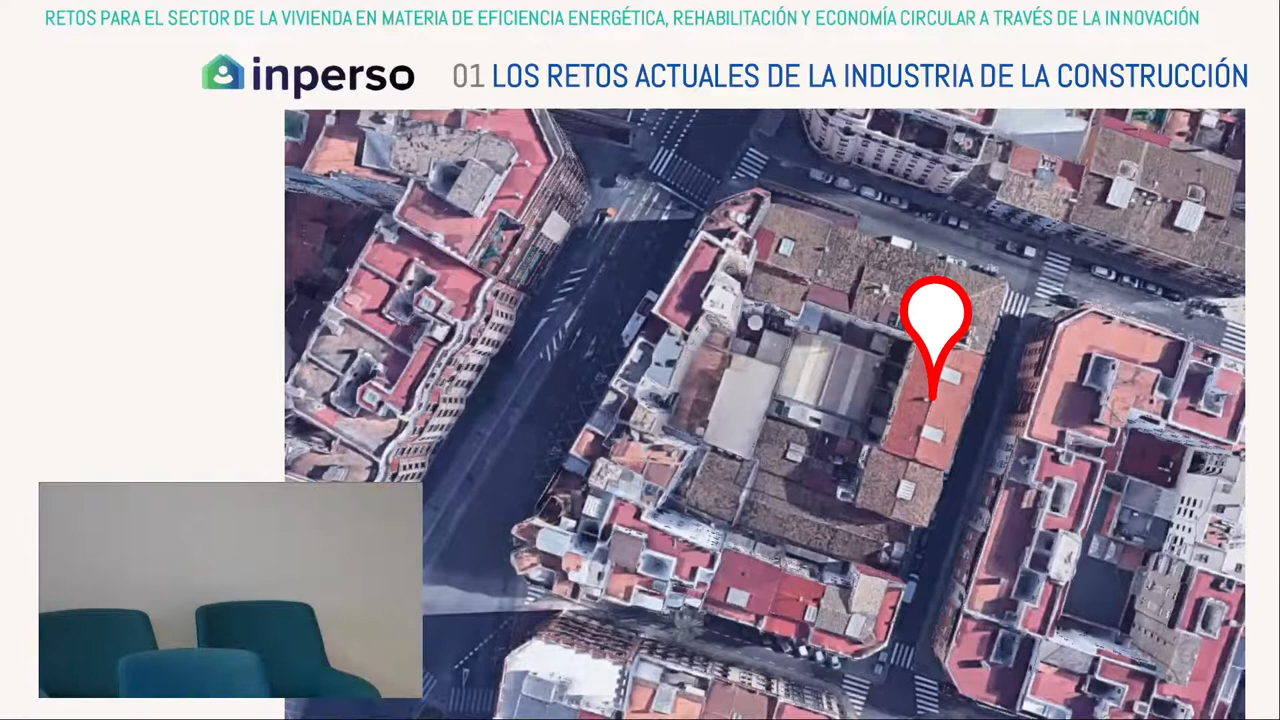 RETOS PARA EL SECTOR DE LA VIVIENDA EN MATERIA DE EFICIENCIA ENERGÉTICA, REHABILITACIÓN Y ECONOMÍA CIRCULAR A TRAVÉS DE LA INNOVACIÓN
inperso
01 LOS RETOS ACTUALES DE LA INDUSTRIA DE LA CONSTRUCCIÓN